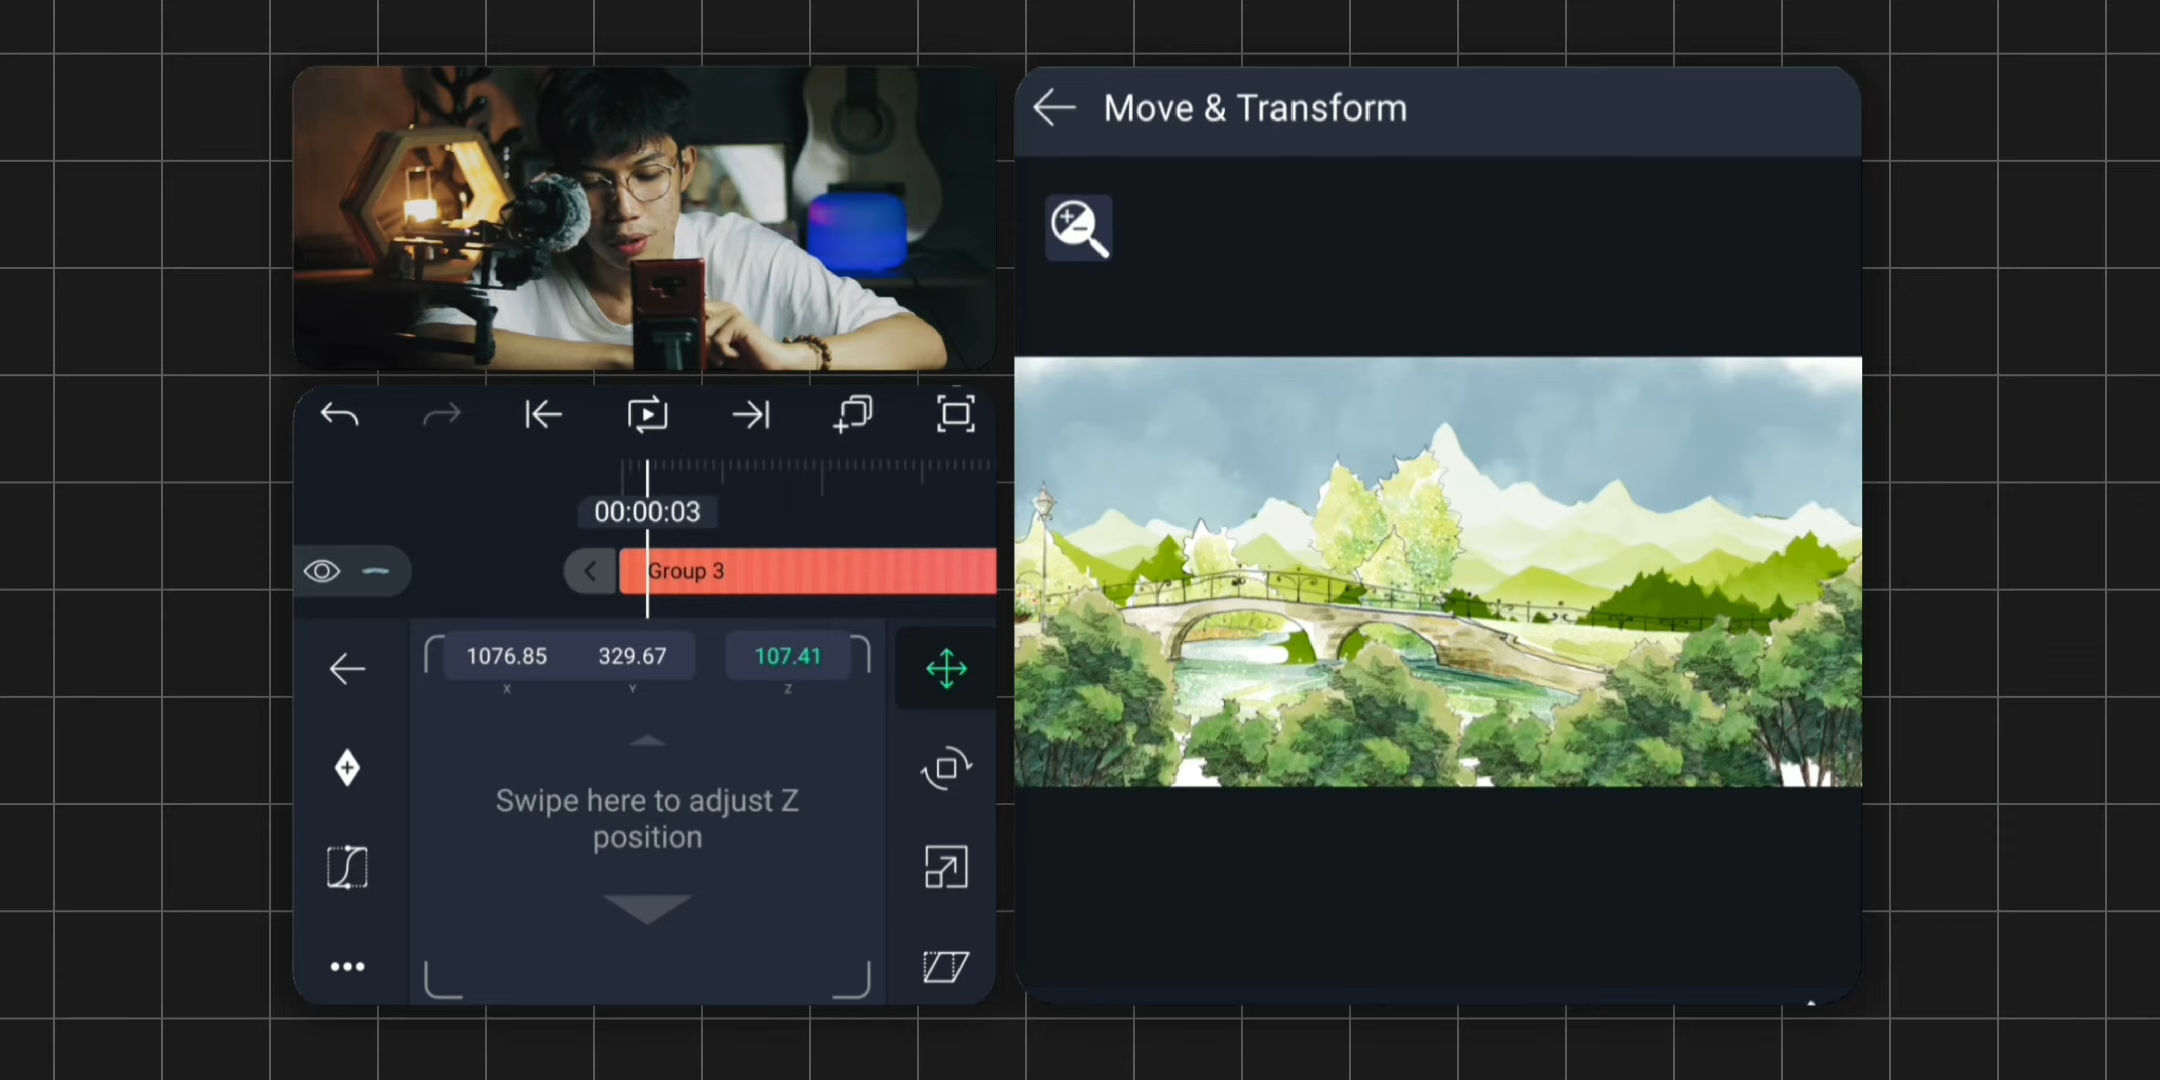 Move & Transform
00:00:03
Group 3
1076.85 329.67 107.41
X Y Z
Swipe here to adjust Z
position